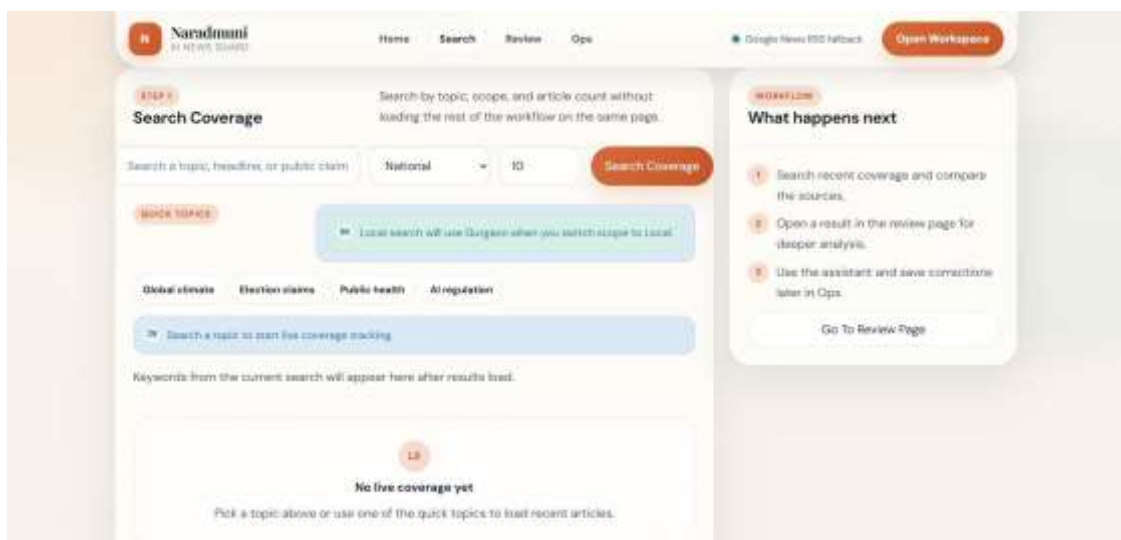 N
Naradmuni
AI NEWS GUARD
Home Search Review Ops
Google News RSS fallback
Open Workspace
STEP 1
Search Coverage
Search by topic, scope, and article count without
loading the rest of the workflow on the same page.
Search a topic, headline, or public claim
National
10
Search Coverage
QUICK TOPICS
Local search will use Gurgaon when you switch scope to Local.
Global climate Election claims Public health AI regulation
Search a topic to start live coverage tracking.
Keywords from the current search will appear here after results load.
No live coverage yet
Pick a topic above or use one of the quick topics to load recent articles.
WORKFLOW
What happens next
1 Search recent coverage and compare
the sources.
2 Open a result in the review page for
deeper analysis.
3 Use the assistant and save corrections
later in Ops.
Go To Review Page